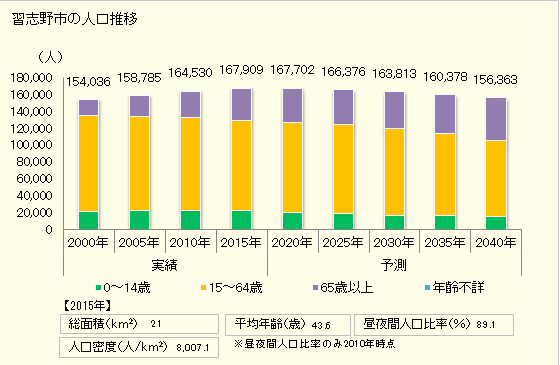 習志野市の人口推移
(人)
180,000
160,000
140,000
120,000
100,000
80,000
60,000
40,000
20,000
0
154,036 158,785 164,530 167,909 167,702 166,376 163,813 160,378 156,363
2000年 2005年 2010年 2015年 2020年 2025年 2030年 2035年 2040年
実績 予測
0～14歳 15～64歳 65歳以上 年齢不詳
【2015年】
総面積(km²) 21 平均年齢(歳) 43.6 昼夜間人口比率(%) 89.1
人口密度(人/km²) 8,007.1 ※昼夜間人口比率のみ2010年時点